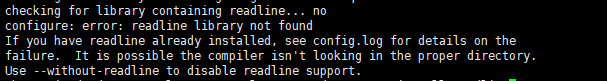 checking for library containing readline... no
configure: error: readline library not found
If you have readline already installed, see config.log for details on the
failure.  It is possible the compiler isn't looking in the proper directory.
Use --without-readline to disable readline support.